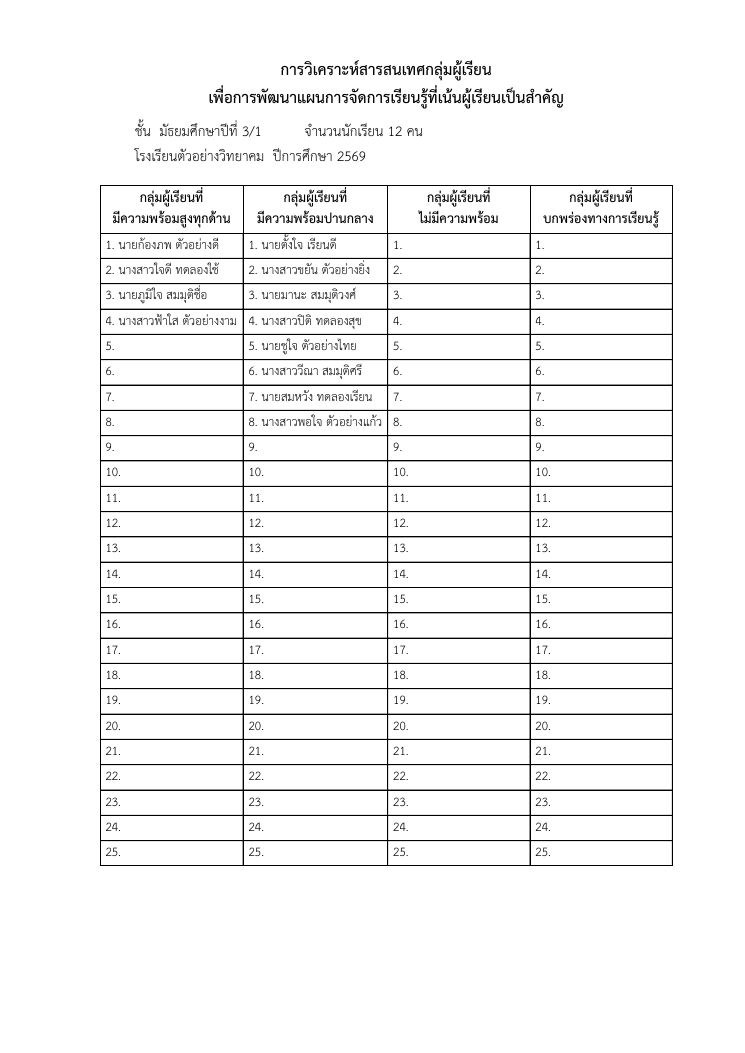 การวิเคราะห์สารสนเทศกลุ่มผู้เรียน
เพื่อการพัฒนาแผนการจัดการเรียนรู้ที่เน้นผู้เรียนเป็นสำคัญ
ชั้น มัธยมศึกษาปีที่ 3/1 จำนวนนักเรียน 12 คน
โรงเรียนตัวอย่างวิทยาคม ปีการศึกษา 2569
กลุ่มผู้เรียนที่ กลุ่มผู้เรียนที่ กลุ่มผู้เรียนที่ กลุ่มผู้เรียนที่
มีความพร้อมสูงทุกด้าน มีความพร้อมปานกลาง ไม่มีความพร้อม บกพร่องทางการเรียนรู้
1. นายก้องภพ ตัวอย่างดี 1. นายตั้งใจ เรียนดี 1. 1.
2. นางสาวใจดี ทดลองใช้ 2. นางสาวขยัน ตัวอย่างยิ่ง 2. 2.
3. นายภูมิใจ สมมุติชื่อ 3. นายมานะ สมมุติวงศ์ 3. 3.
4. นางสาวฟ้าใส ตัวอย่างงาม 4. นางสาวปิติ ทดลองสุข 4. 4.
5. 5. นายชูใจ ตัวอย่างไทย 5. 5.
6. 6. นางสาววีณา สมมุติศรี 6. 6.
7. 7. นายสมหวัง ทดลองเรียน 7. 7.
8. 8. นางสาวพอใจ ตัวอย่างแก้ว 8. 8.
9. 9. 9. 9.
10. 10. 10. 10.
11. 11. 11. 11.
12. 12. 12. 12.
13. 13. 13. 13.
14. 14. 14. 14.
15. 15. 15. 15.
16. 16. 16. 16.
17. 17. 17. 17.
18. 18. 18. 18.
19. 19. 19. 19.
20. 20. 20. 20.
21. 21. 21. 21.
22. 22. 22. 22.
23. 23. 23. 23.
24. 24. 24. 24.
25. 25. 25. 25.